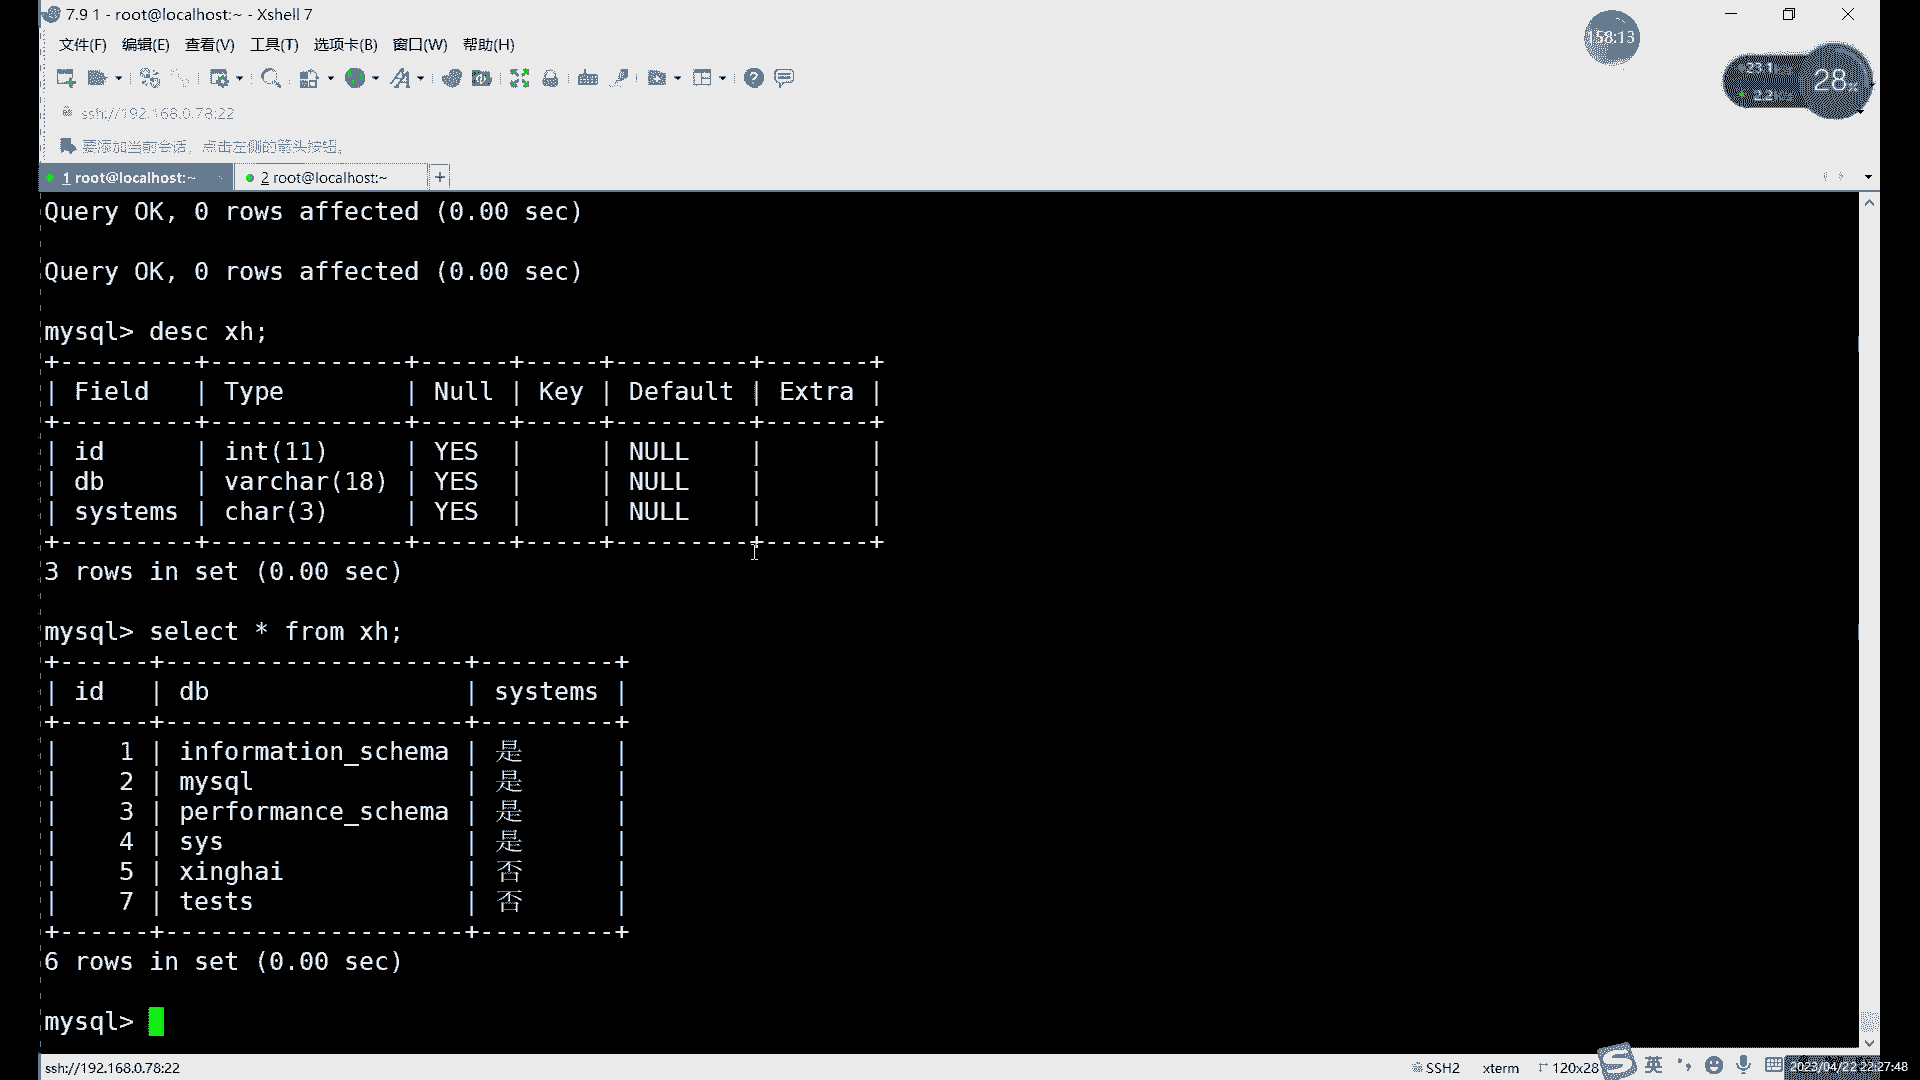 7.9 1 - root@localhost:~ - Xshell 7
158:13
文件(F) 编辑(E) 查看(V) 工具(T) 选项卡(B) 窗口(W) 帮助(H)
28%
ssh://192.168.0.78:22
要添加当前会话，点击左侧的箭头按钮。
1 root@localhost:~
2 root@localhost:~
+
Query OK, 0 rows affected (0.00 sec)
Query OK, 0 rows affected (0.00 sec)
mysql> desc xh;
+---------+-------------+------+-----+---------+-------+
| Field   | Type        | Null | Key | Default | Extra |
+---------+-------------+------+-----+---------+-------+
| id      | int(11)     | YES  |     | NULL    |       |
| db      | varchar(18) | YES  |     | NULL    |       |
| systems | char(3)     | YES  |     | NULL    |       |
+---------+-------------+------+-----+---------+-------+
3 rows in set (0.00 sec)
mysql> select * from xh;
+------+--------------------+---------+
| id   | db                 | systems |
+------+--------------------+---------+
|    1 | information_schema | 是      |
|    2 | mysql              | 是      |
|    3 | performance_schema | 是      |
|    4 | sys                | 是      |
|    5 | xinghai            | 否      |
|    7 | tests              | 否      |
+------+--------------------+---------+
6 rows in set (0.00 sec)
mysql>
ssh://192.168.0.78:22
SSH2 xterm 120x28
英
2023/04/22 22:27:48